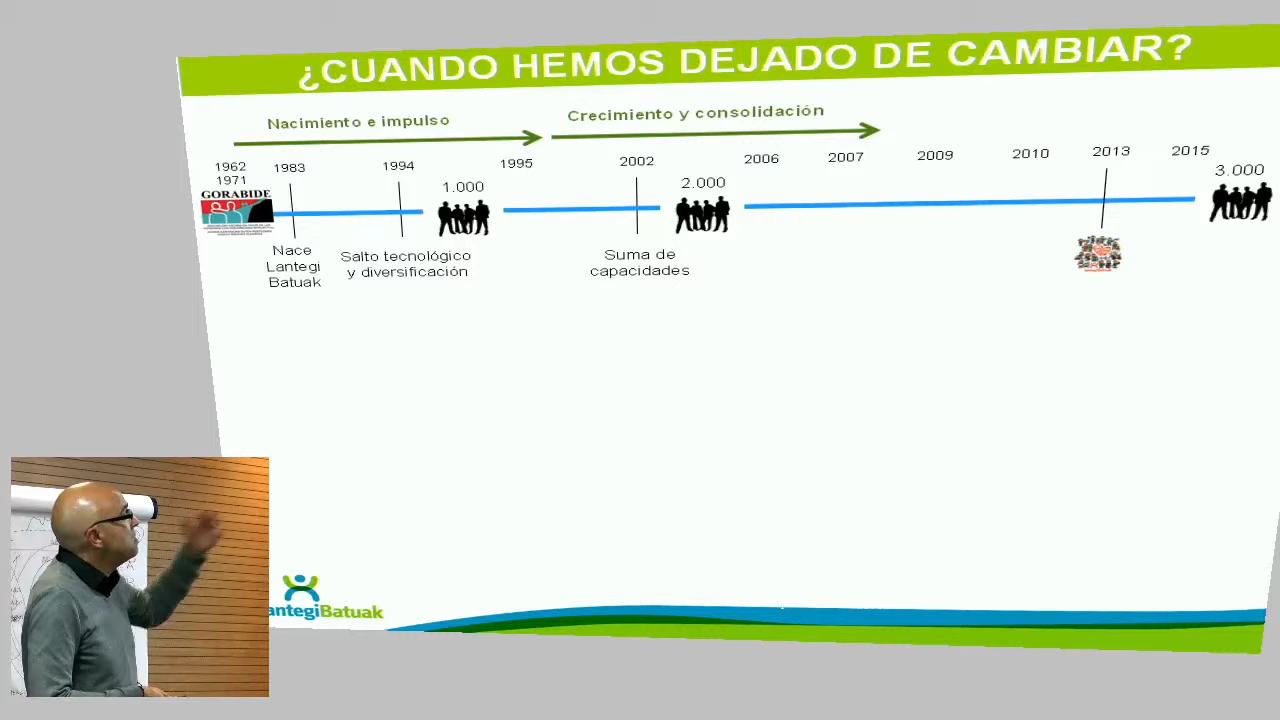 ¿CUANDO HEMOS DEJADO DE CAMBIAR?
Nacimiento e impulso
Crecimiento y consolidación
1962
1971
1983
1994
1995
2002
2006
2007
2009
2010
2013
2015
GORABIDE
1.000
2.000
3.000
Nace
Lantegi
Batuak
Salto tecnológico
y diversificación
Suma de
capacidades
lantegiBatuak
antegiBatuak